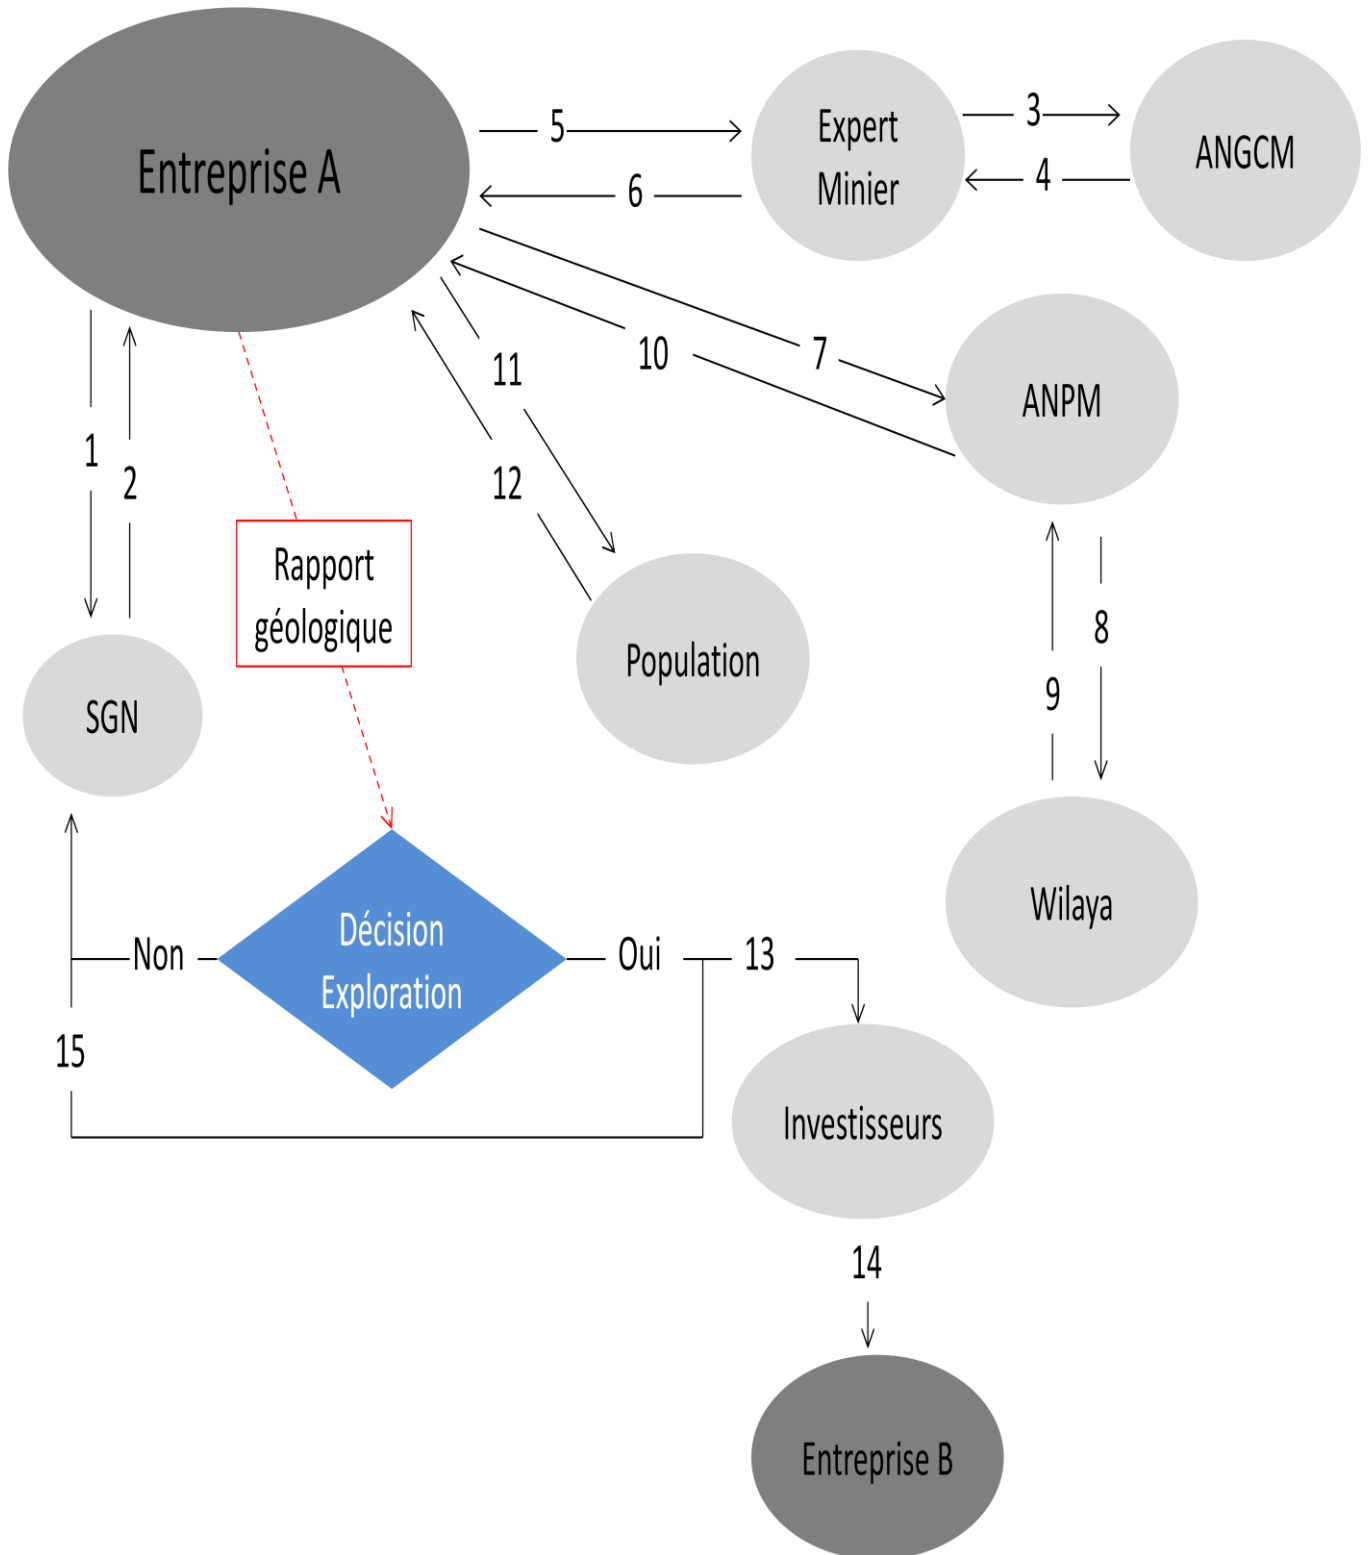 Entreprise A
5
6
Expert
Minier
3
4
ANGCM
7
10
ANPM
11
12
1
2
Rapport
géologique
Population
8
9
SGN
Wilaya
Décision
Exploration
Non
Oui
13
15
Investisseurs
14
Entreprise B